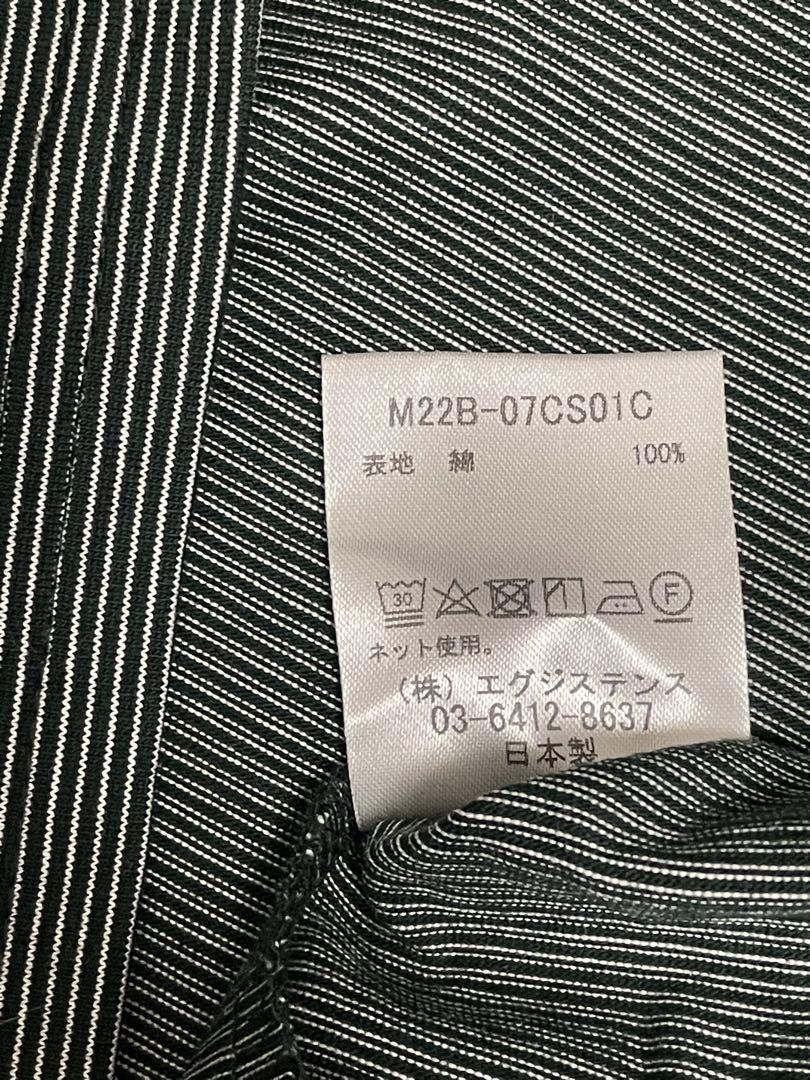 M22B-07CS01C
表地 綿 100%
30 F
ネット使用。
(株) エグジステンス
03-6412-8637
日本製